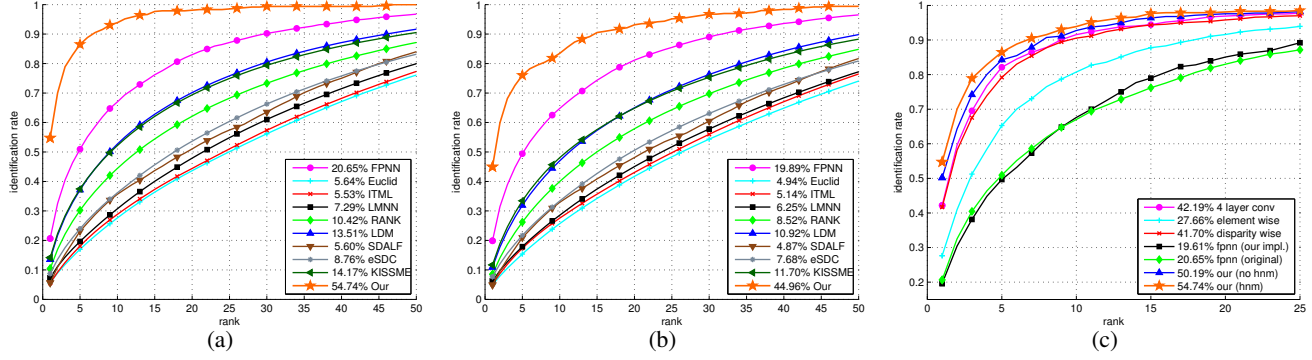 identification rate
1
0.9
0.8
0.7
0.6
0.5
0.4
0.3
0.2
0.1
0
0 5 10 15 20 25 30 35 40 45 50
rank
20.65% FPNN
5.64% Euclid
5.53% ITML
7.29% LMNN
10.42% RANK
13.51% LDM
5.60% SDALF
8.76% eSDC
14.17% KISSME
54.74% Our
(a)
identification rate
1
0.9
0.8
0.7
0.6
0.5
0.4
0.3
0.2
0.1
0
0 5 10 15 20 25 30 35 40 45 50
rank
19.89% FPNN
4.94% Euclid
5.14% ITML
6.25% LMNN
8.52% RANK
10.92% LDM
4.87% SDALF
7.68% eSDC
11.70% KISSME
44.96% Our
(b)
identification rate
1
0.9
0.8
0.7
0.6
0.5
0.4
0.3
0.2
0 5 10 15 20 25
rank
42.19% 4 layer conv
27.66% element wise
41.70% disparity wise
19.61% fpnn (our impl.)
20.65% fpnn (original)
50.19% our (no hnm)
54.74% our (hnm)
(c)